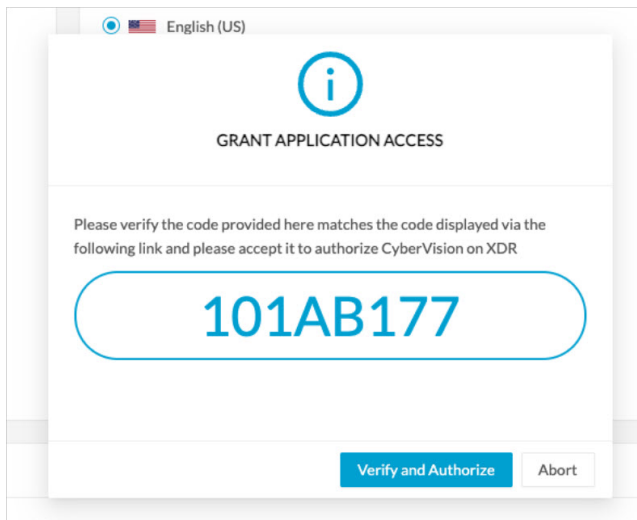 English (US)
GRANT APPLICATION ACCESS
Please verify the code provided here matches the code displayed via the
following link and please accept it to authorize CyberVision on XDR
101AB177
Verify and Authorize
Abort